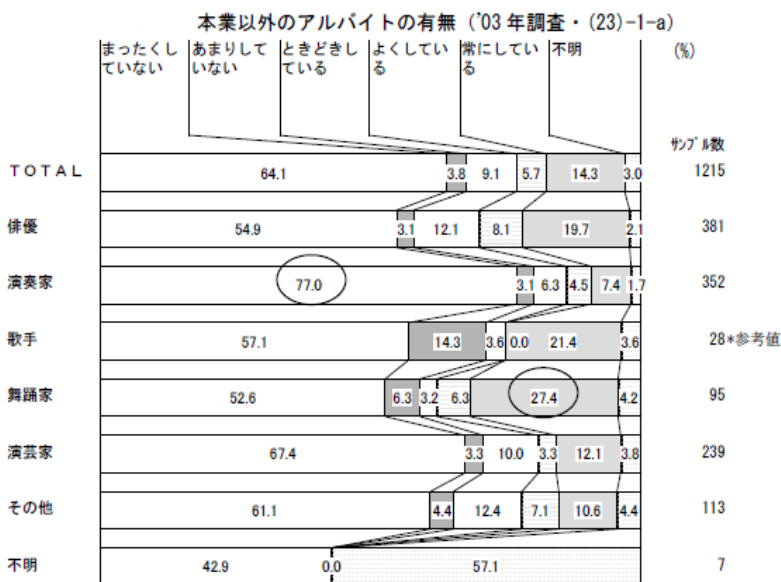 本業以外のアルバイトの有無（'03 年調査・(23)-1-a）
まったくし
ていない
あまりして
いない
ときどきし
ている
よくしてい
る
常にしてい
る
不明
(%)
ｻﾝﾌﾟﾙ数
ＴＯＴＡＬ 64.1 3.8 9.1 5.7 14.3 3.0 1215
俳優 54.9 3.1 12.1 8.1 19.7 2.1 381
演奏家 77.0 3.1 6.3 4.5 7.4 1.7 352
歌手 57.1 14.3 3.6 0.0 21.4 3.6 28*参考値
舞踊家 52.6 6.3 3.2 6.3 27.4 4.2 95
演芸家 67.4 3.3 10.0 3.3 12.1 3.8 239
その他 61.1 4.4 12.4 7.1 10.6 4.4 113
不明 42.9 0.0 57.1 7